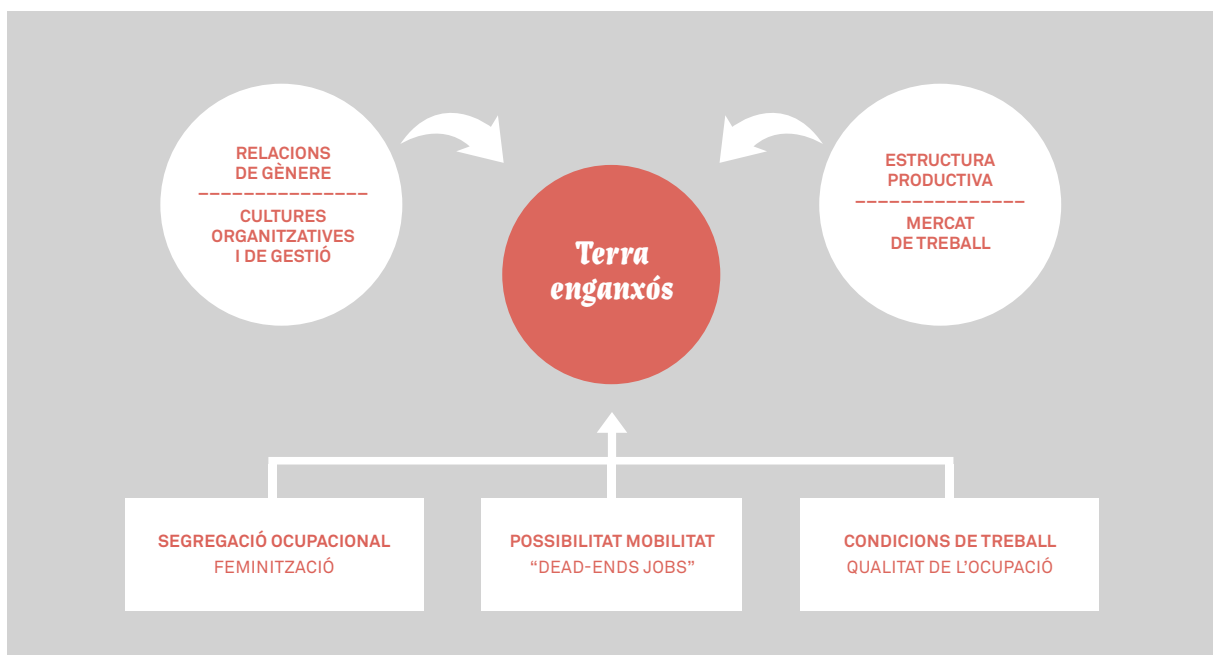 RELACIONS
DE GÈNERE
CULTURES
ORGANITZATIVES
I DE GESTIÓ
Terra
enganxós
ESTRUCTURA
PRODUCTIVA
MERCAT
DE TREBALL
SEGREGACIÓ OCUPACIONAL
FEMINITZACIÓ
POSSIBILITAT MOBILITAT
“DEAD-ENDS JOBS”
CONDICIONS DE TREBALL
QUALITAT DE L’OCUPACIÓ